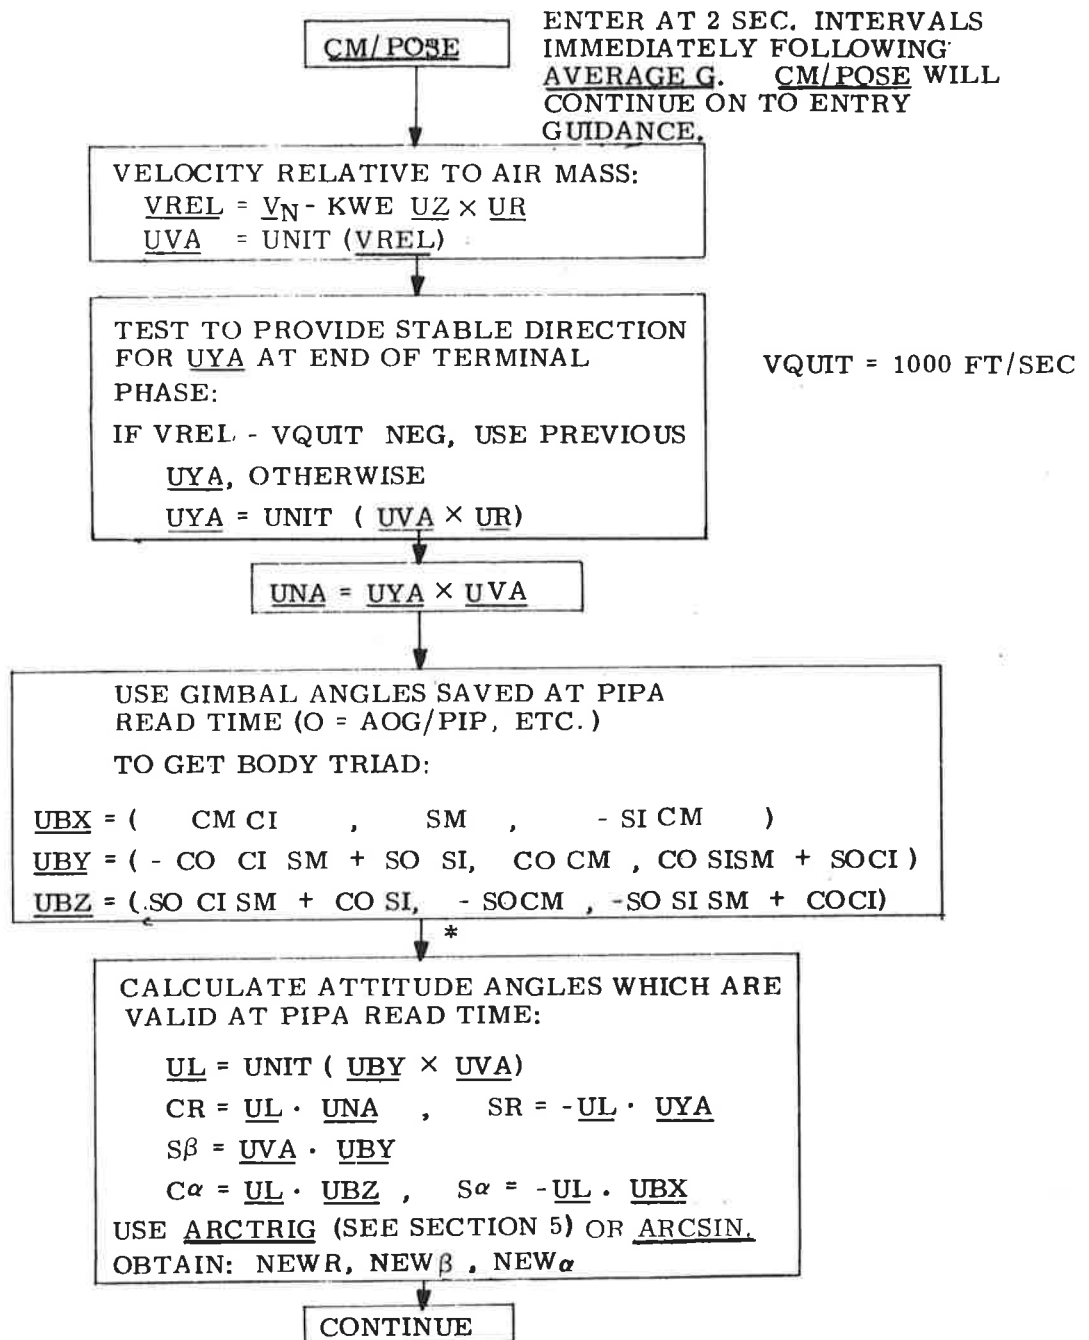 CM/POSE
ENTER AT 2 SEC. INTERVALS
IMMEDIATELY FOLLOWING
AVERAGE G. CM/POSE WILL
CONTINUE ON TO ENTRY
GUIDANCE.
VELOCITY RELATIVE TO AIR MASS:
VREL = VN - KWE UZ × UR
UVA = UNIT (VREL)
TEST TO PROVIDE STABLE DIRECTION
FOR UYA AT END OF TERMINAL
PHASE:
IF VREL - VQUIT NEG, USE PREVIOUS
UYA, OTHERWISE
UYA = UNIT ( UVA × UR)
VQUIT = 1000 FT/SEC
UNA = UYA × UVA
USE GIMBAL ANGLES SAVED AT PIPA
READ TIME (O = AOG/PIP, ETC.)
TO GET BODY TRIAD:
UBX = ( CM CI , SM , - SI CM )
UBY = ( - CO CI SM + SO SI, CO CM , CO SISM + SOCI )
UBZ = (SO CI SM + CO SI, - SOCM , -SO SI SM + COCI)
*
CALCULATE ATTITUDE ANGLES WHICH ARE
VALID AT PIPA READ TIME:
UL = UNIT ( UBY × UVA)
CR = UL · UNA , SR = -UL · UYA
Sβ = UVA · UBY
Cα = UL · UBZ , Sα = -UL · UBX
USE ARCTRIG (SEE SECTION 5) OR ARCSIN.
OBTAIN: NEWR, NEWβ , NEWα
CONTINUE